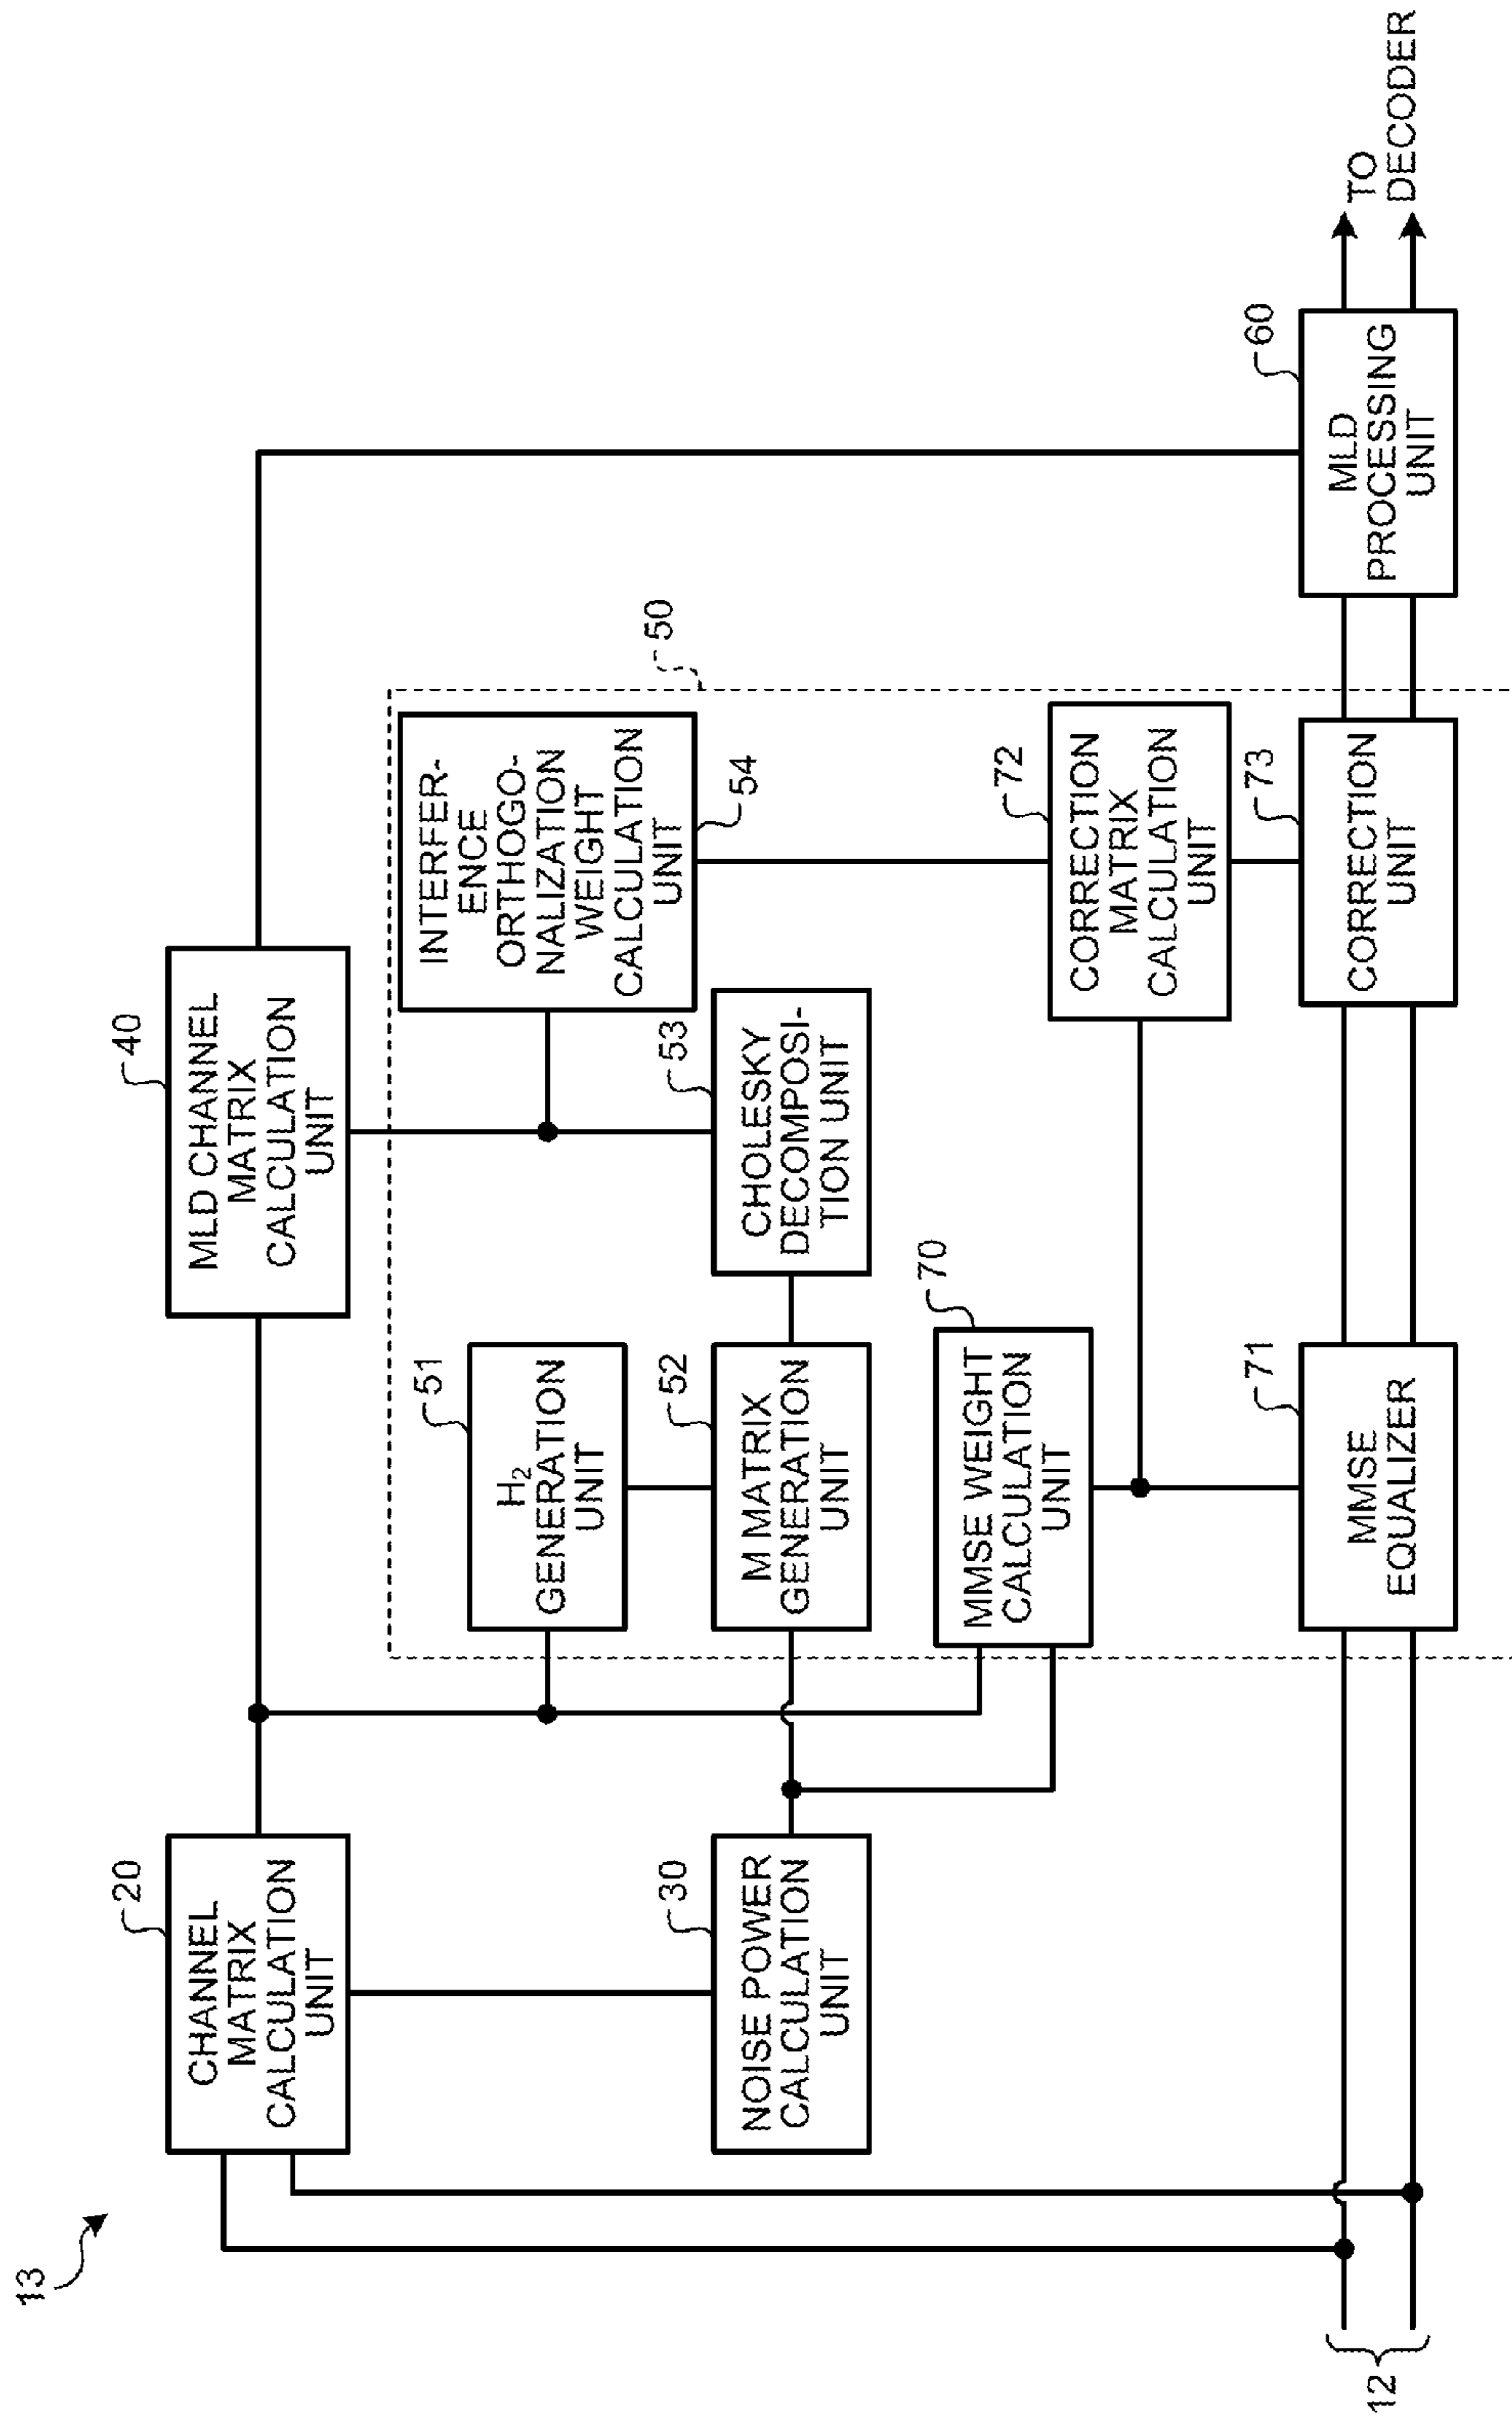 13
20
CHANNEL
MATRIX
CALCULATION
UNIT
40
MLD CHANNEL
MATRIX
CALCULATION
UNIT
50
51
H2
GENERATION
UNIT
INTERFER-
ENCE
ORTHOGO-
NALIZATION
WEIGHT
CALCULATION
UNIT
54
30
NOISE POWER
CALCULATION
UNIT
52
M MATRIX
GENERATION
UNIT
53
CHOLESKY
DECOMPOSI-
TION UNIT
70
MMSE WEIGHT
CALCULATION
UNIT
72
CORRECTION
MATRIX
CALCULATION
UNIT
12
71
MMSE
EQUALIZER
73
CORRECTION
UNIT
60
MLD
PROCESSING
UNIT
TO
DECODER